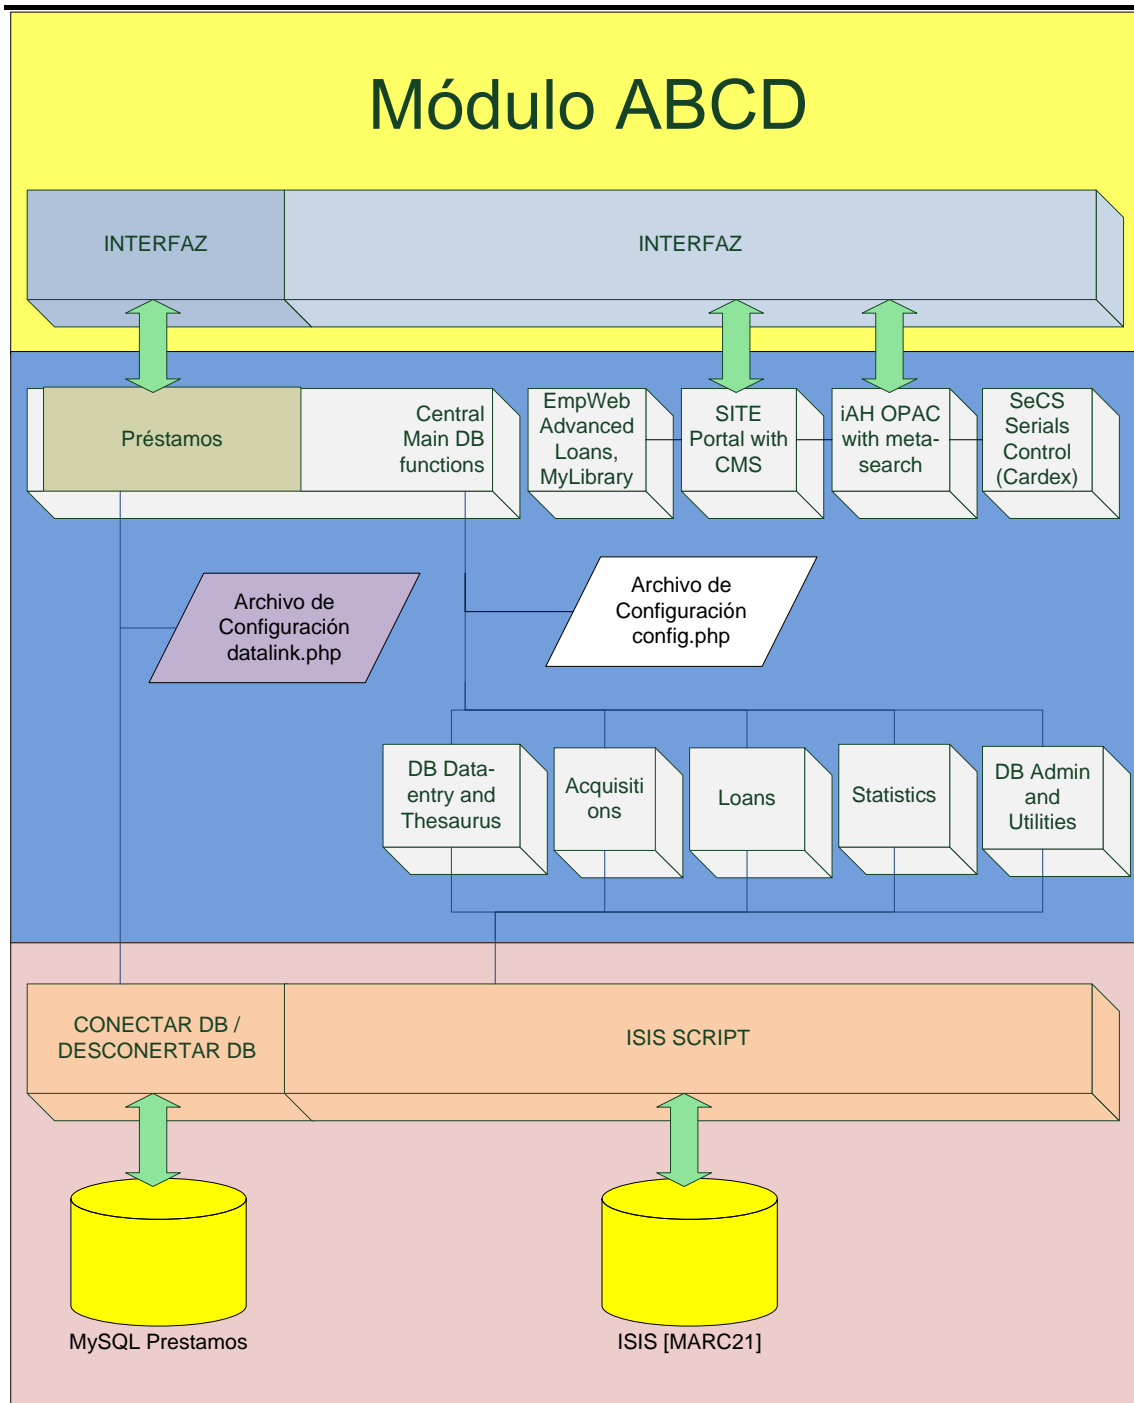 Módulo ABCD
INTERFAZ
INTERFAZ
Préstamos
Central
Main DB
functions
EmpWeb
Advanced
Loans,
MyLibrary
SITE
Portal with
CMS
iAH OPAC
with meta-
search
SeCS
Serials
Control
(Cardex)
Archivo de
Configuración
datalink.php
Archivo de
Configuración
config.php
DB Data-
entry and
Thesaurus
Acquisiti
ons
Loans
Statistics
DB Admin
and
Utilities
CONECTAR DB /
DESCONERTAR DB
ISIS SCRIPT
MySQL Prestamos
ISIS [MARC21]